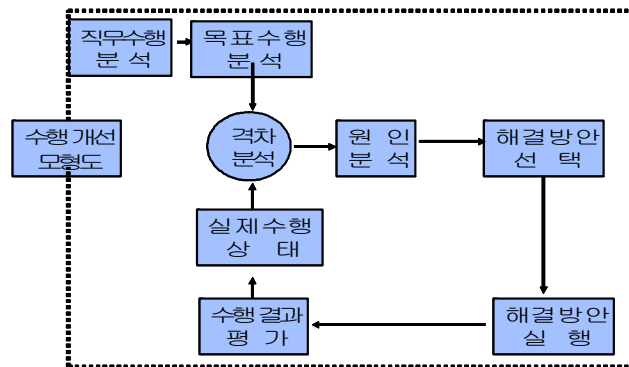 직무수행
분 석
목표수행
분 석
수행개선
모형도
격차
분석
원 인
분 석
해결방안
선 택
실제수행
상 태
수행결과
평 가
해결방안
실 행